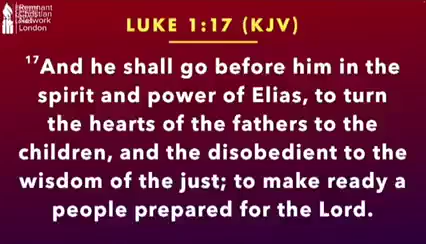 Remnant
Christian
Network
London
LUKE 1:17 (KJV)
17And he shall go before him in the
spirit and power of Elias, to turn
the hearts of the fathers to the
children, and the disobedient to the
wisdom of the just; to make ready a
people prepared for the Lord.